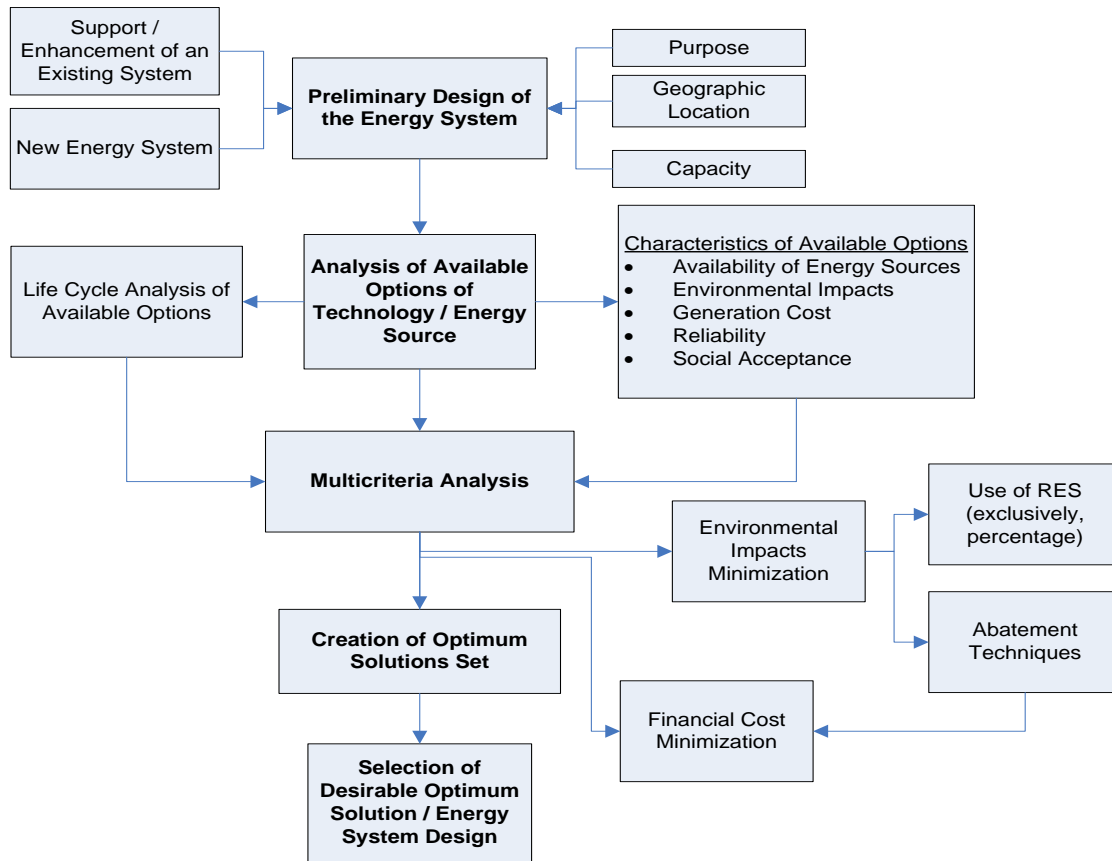 Support /
Enhancement of an
Existing System
New Energy System
Preliminary Design of
the Energy System
Purpose
Geographic
Location
Capacity
Life Cycle Analysis of
Available Options
Analysis of Available
Options of
Technology / Energy
Source
Characteristics of Available Options
• Availability of Energy Sources
• Environmental Impacts
• Generation Cost
• Reliability
• Social Acceptance
Multicriteria Analysis
Environmental
Impacts
Minimization
Use of RES
(exclusively,
percentage)
Abatement
Techniques
Creation of Optimum
Solutions Set
Financial Cost
Minimization
Selection of
Desirable Optimum
Solution / Energy
System Design